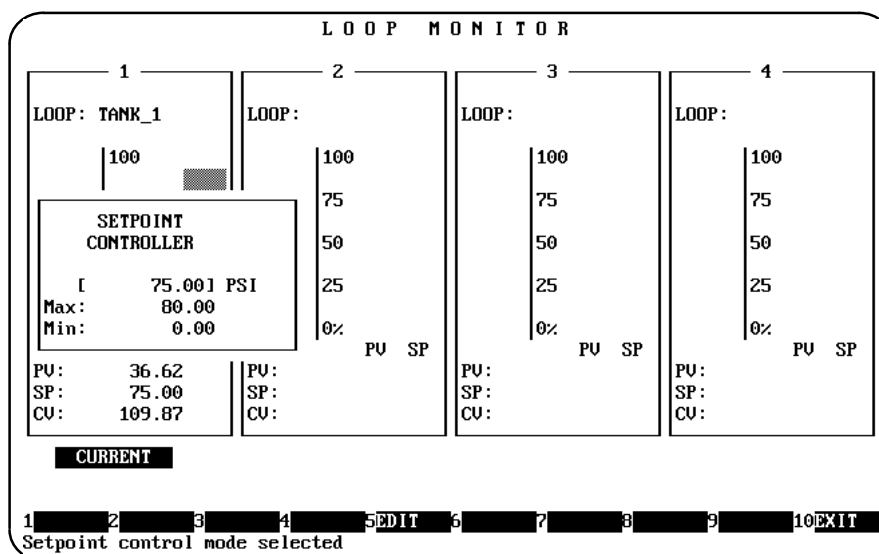 LOOP MONITOR
1 2 3 4
LOOP: TANK_1 LOOP: LOOP: LOOP:
100 100 100 100
75 75 75
SETPOINT
CONTROLLER
50 50 50
[ 75.00] PSI
25 25 25
Max: 80.00
Min: 0.00
0% 0% 0%
PV SP PV SP PV SP
PV: 36.62 PV: PV: PV:
SP: 75.00 SP: SP: SP:
CV: 109.87 CV: CV: CV:
CURRENT
1 2 3 4 5EDIT 6 7 8 9 10EXIT
Setpoint control mode selected